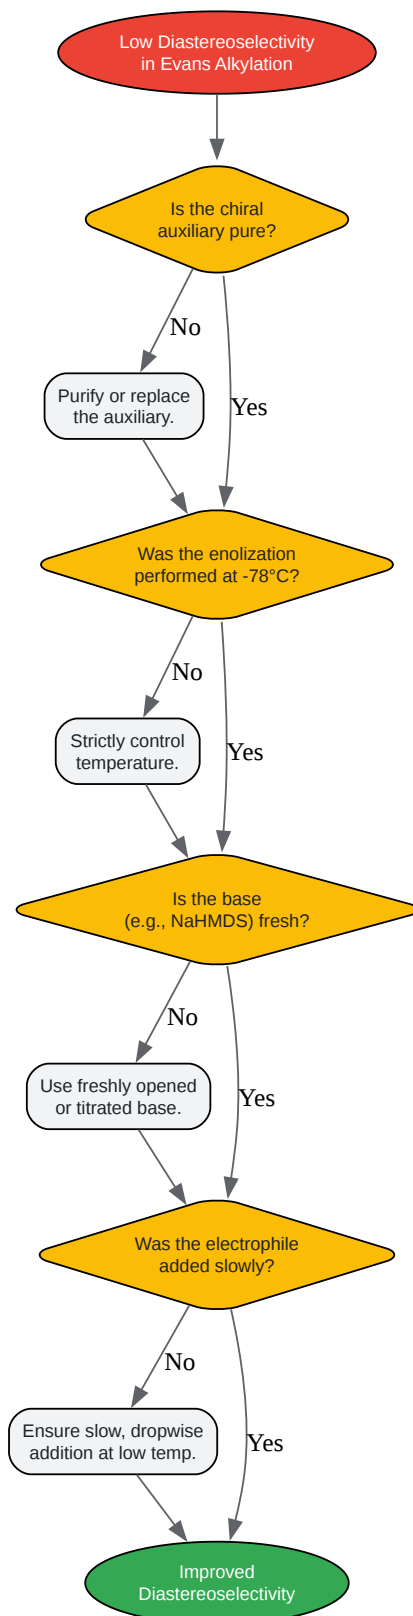 Low Diastereoselectivity
in Evans Alkylation
Is the chiral
auxiliary pure?
No
Purify or replace
the auxiliary.
Yes
Was the enolization
performed at -78°C?
No
Strictly control
temperature.
Yes
Is the base
(e.g., NaHMDS) fresh?
No
Use freshly opened
or titrated base.
Yes
Was the electrophile
added slowly?
No
Ensure slow, dropwise
addition at low temp.
Yes
Improved
Diastereoselectivity